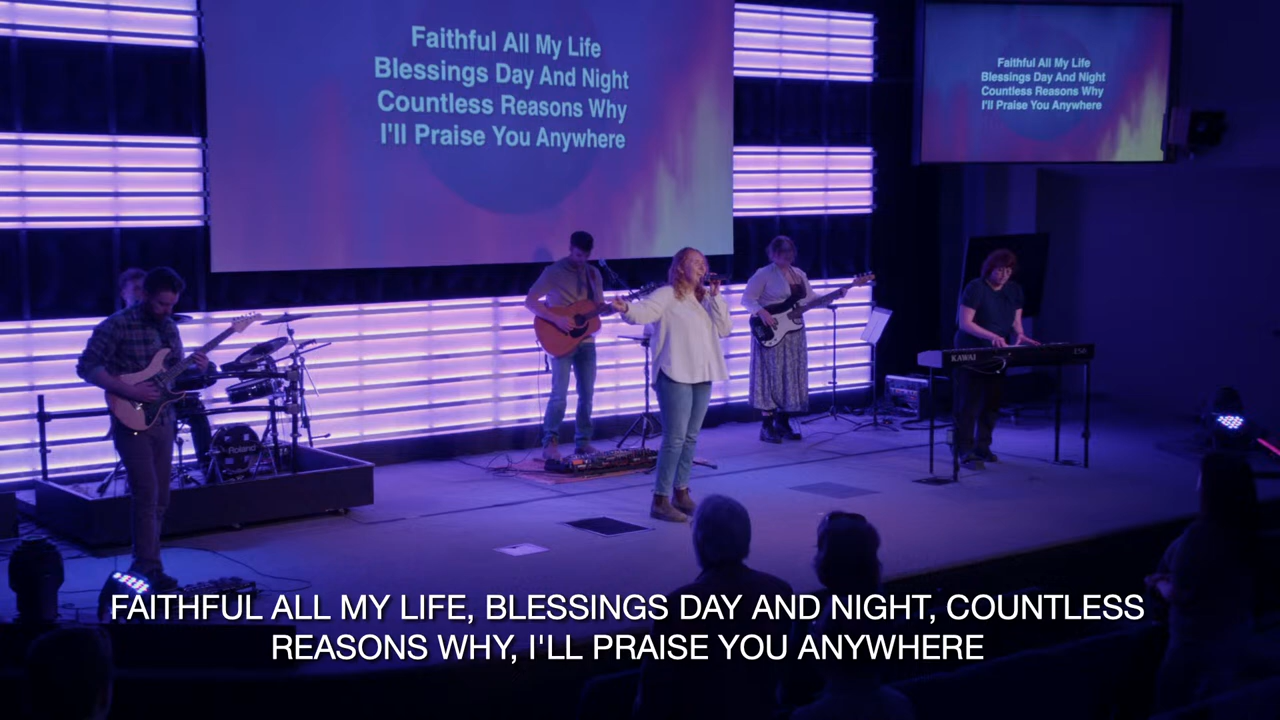 Faithful All My Life
Blessings Day And Night
Countless Reasons Why
I'll Praise You Anywhere
Faithful All My Life
Blessings Day And Night
Countless Reasons Why
I'll Praise You Anywhere
KAWAI
Roland
FAITHFUL ALL MY LIFE, BLESSINGS DAY AND NIGHT, COUNTLESS
REASONS WHY, I'LL PRAISE YOU ANYWHERE